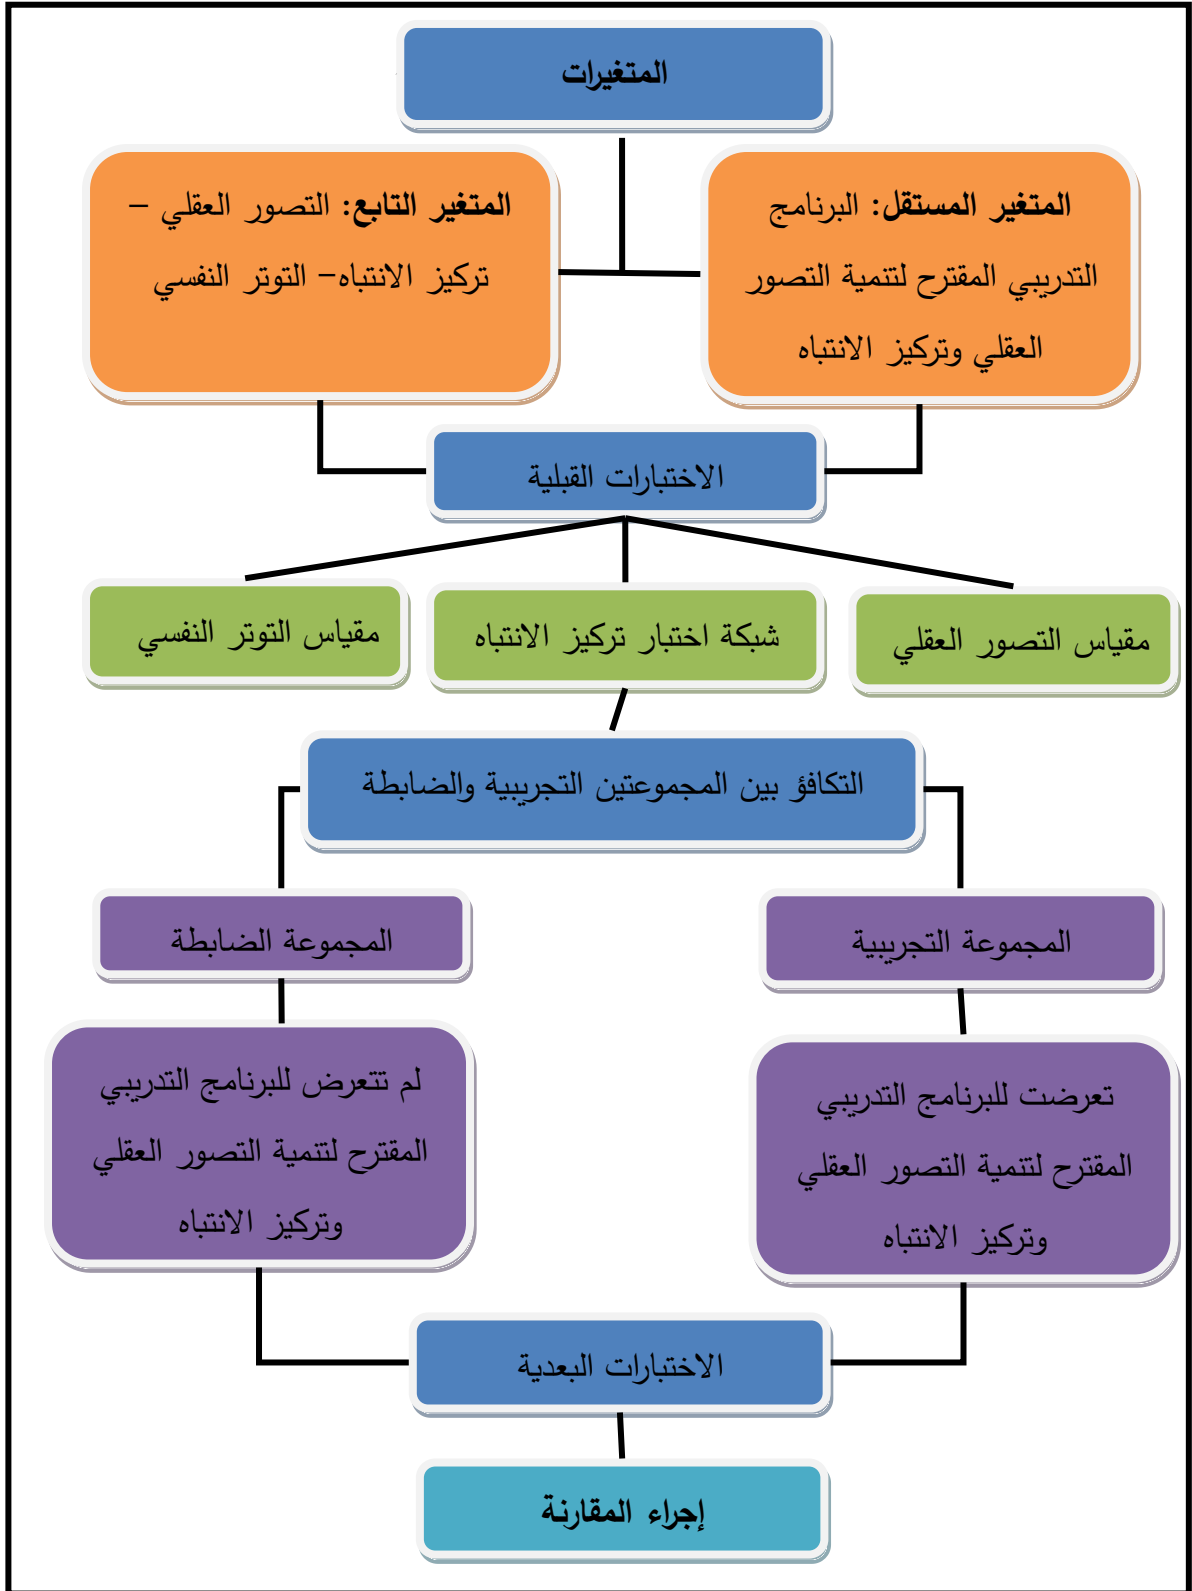 المتغيرات
المتغير المستقل: البرنامج
التدريبي المقترح لتنمية التصور
العقلي وتركيز الانتباه
المتغير التابع: التصور العقلي –
تركيز الانتباه– التوتر النفسي
الاختبارات القبلية
مقياس التصور العقلي
شبكة اختبار تركيز الانتباه
مقياس التوتر النفسي
التكافؤ بين المجموعتين التجريبية والضابطة
المجموعة التجريبية
المجموعة الضابطة
تعرضت للبرنامج التدريبي
المقترح لتنمية التصور العقلي
وتركيز الانتباه
لم تتعرض للبرنامج التدريبي
المقترح لتنمية التصور العقلي
وتركيز الانتباه
الاختبارات البعدية
إجراء المقارنة